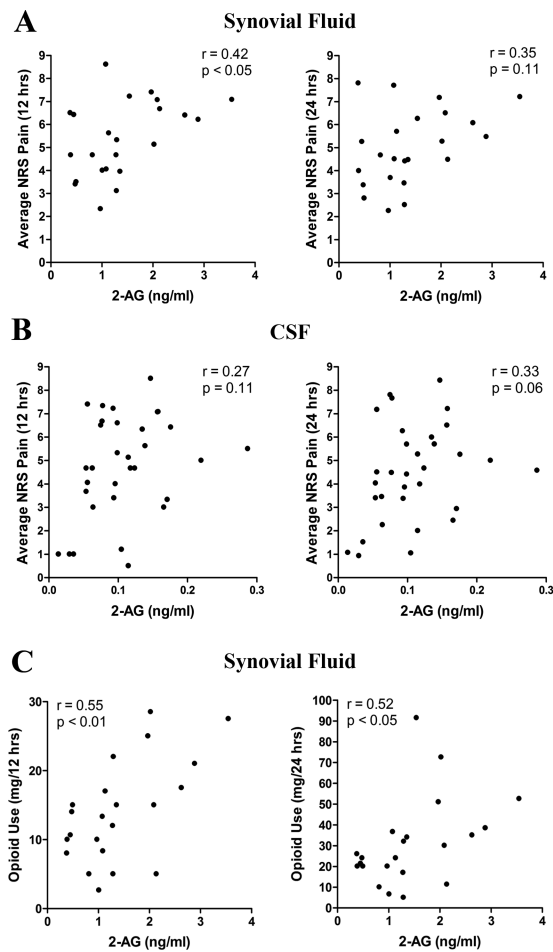 A
Synovial Fluid
r = 0.42
p < 0.05
Average NRS Pain (12 hrs)
9
8
7
6
5
4
3
2
1
0
0 1 2 3 4
2-AG (ng/ml)
r = 0.35
p = 0.11
Average NRS Pain (24 hrs)
9
8
7
6
5
4
3
2
1
0
0 1 2 3 4
2-AG (ng/ml)
B
CSF
r = 0.27
p = 0.11
Average NRS Pain (12 hrs)
9
8
7
6
5
4
3
2
1
0
0.0 0.1 0.2 0.3
2-AG (ng/ml)
r = 0.33
p = 0.06
Average NRS Pain (24 hrs)
9
8
7
6
5
4
3
2
1
0
0.0 0.1 0.2 0.3
2-AG (ng/ml)
C
Synovial Fluid
r = 0.55
p < 0.01
Opioid Use (mg/12 hrs)
30
20
10
0
0 1 2 3 4
2-AG (ng/ml)
r = 0.52
p < 0.05
Opioid Use (mg/24 hrs)
100
90
80
70
60
50
40
30
20
10
0
0 1 2 3 4
2-AG (ng/ml)